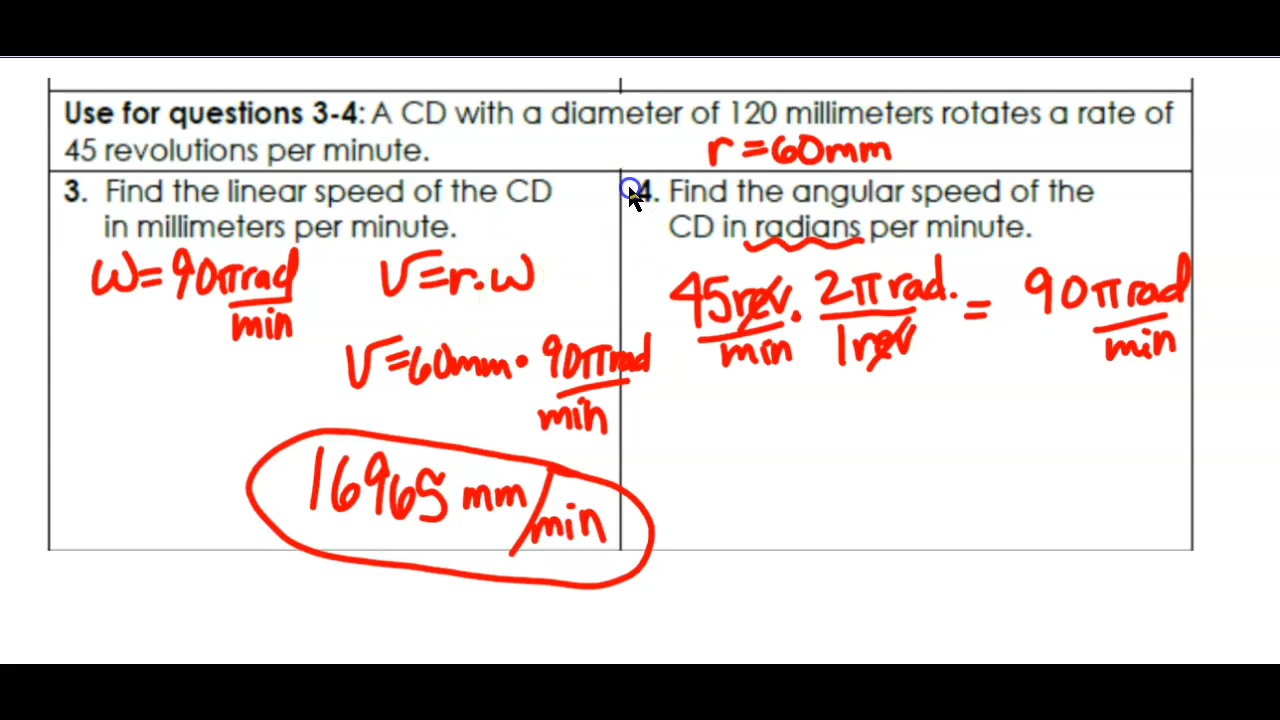 Use for questions 3-4: A CD with a diameter of 120 millimeters rotates a rate of
45 revolutions per minute.
r = 60mm
3. Find the linear speed of the CD
in millimeters per minute.
ω = 90π rad/min
V = r · ω
V = 60mm · 90π rad/min
16965 mm/min
4. Find the angular speed of the
CD in radians per minute.
45 rev/min · 2π rad./1 rev = 90π rad/min